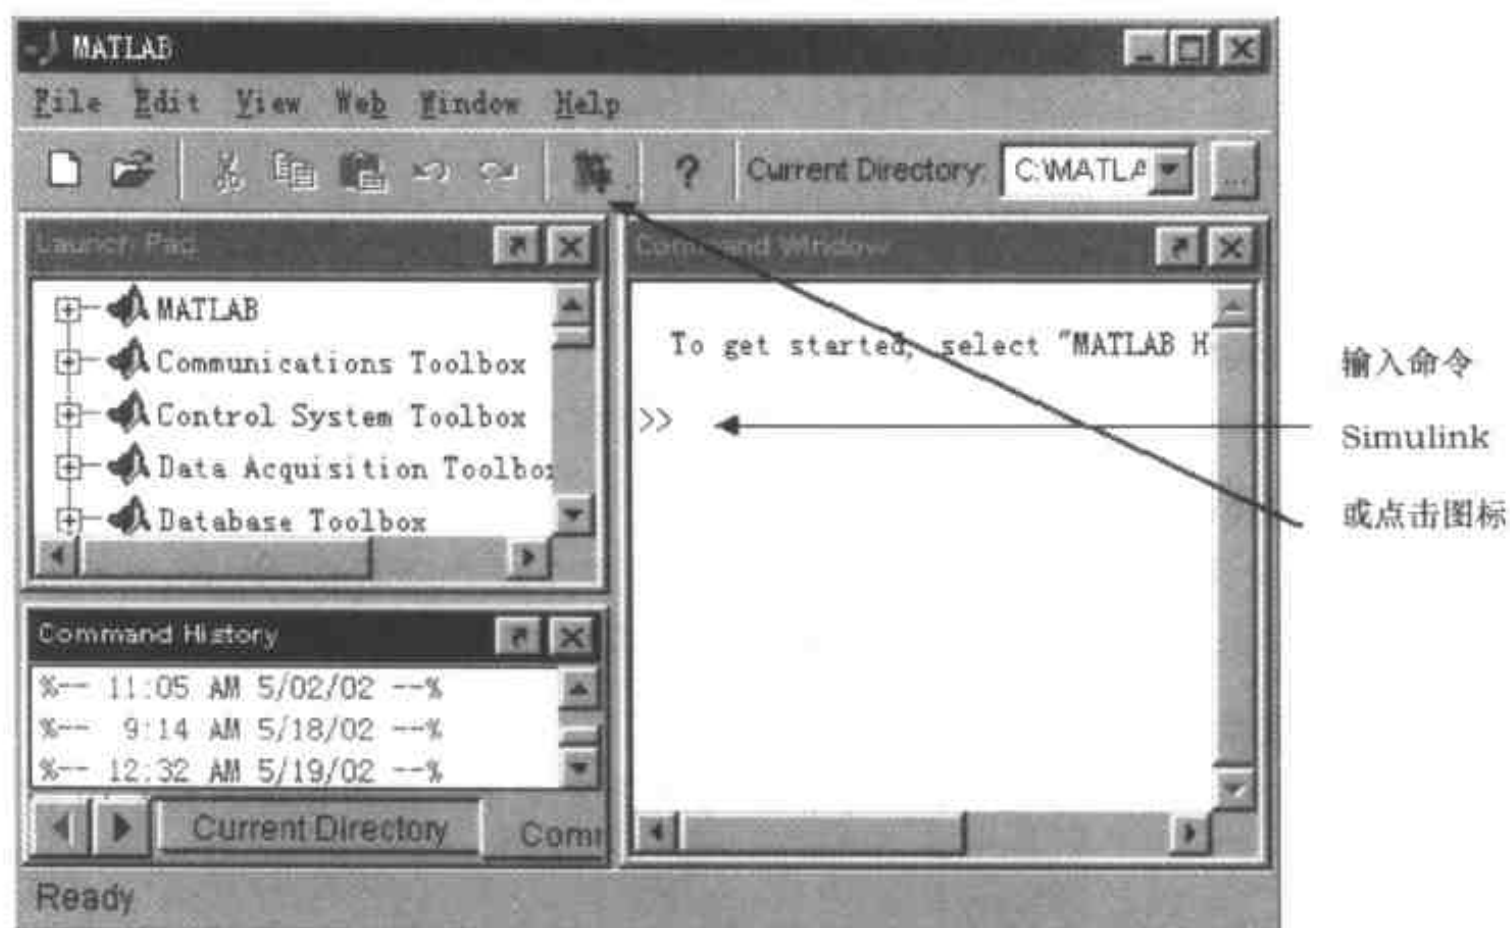 MATLAB
File Edit View Web Window Help
? Current Directory: C:\MATLA ...
Launch Pad
MATLAB
Communications Toolbox
Control System Toolbox
Data Acquisition Toolbo
Database Toolbox
Command History
%-- 11:05 AM 5/02/02 --%
%-- 9:14 AM 5/18/02 --%
%-- 12:32 AM 5/19/02 --%
Current Directory Comm
Command Window
To get started, select "MATLAB H
>>
Ready
输入命令
Simulink
或点击图标